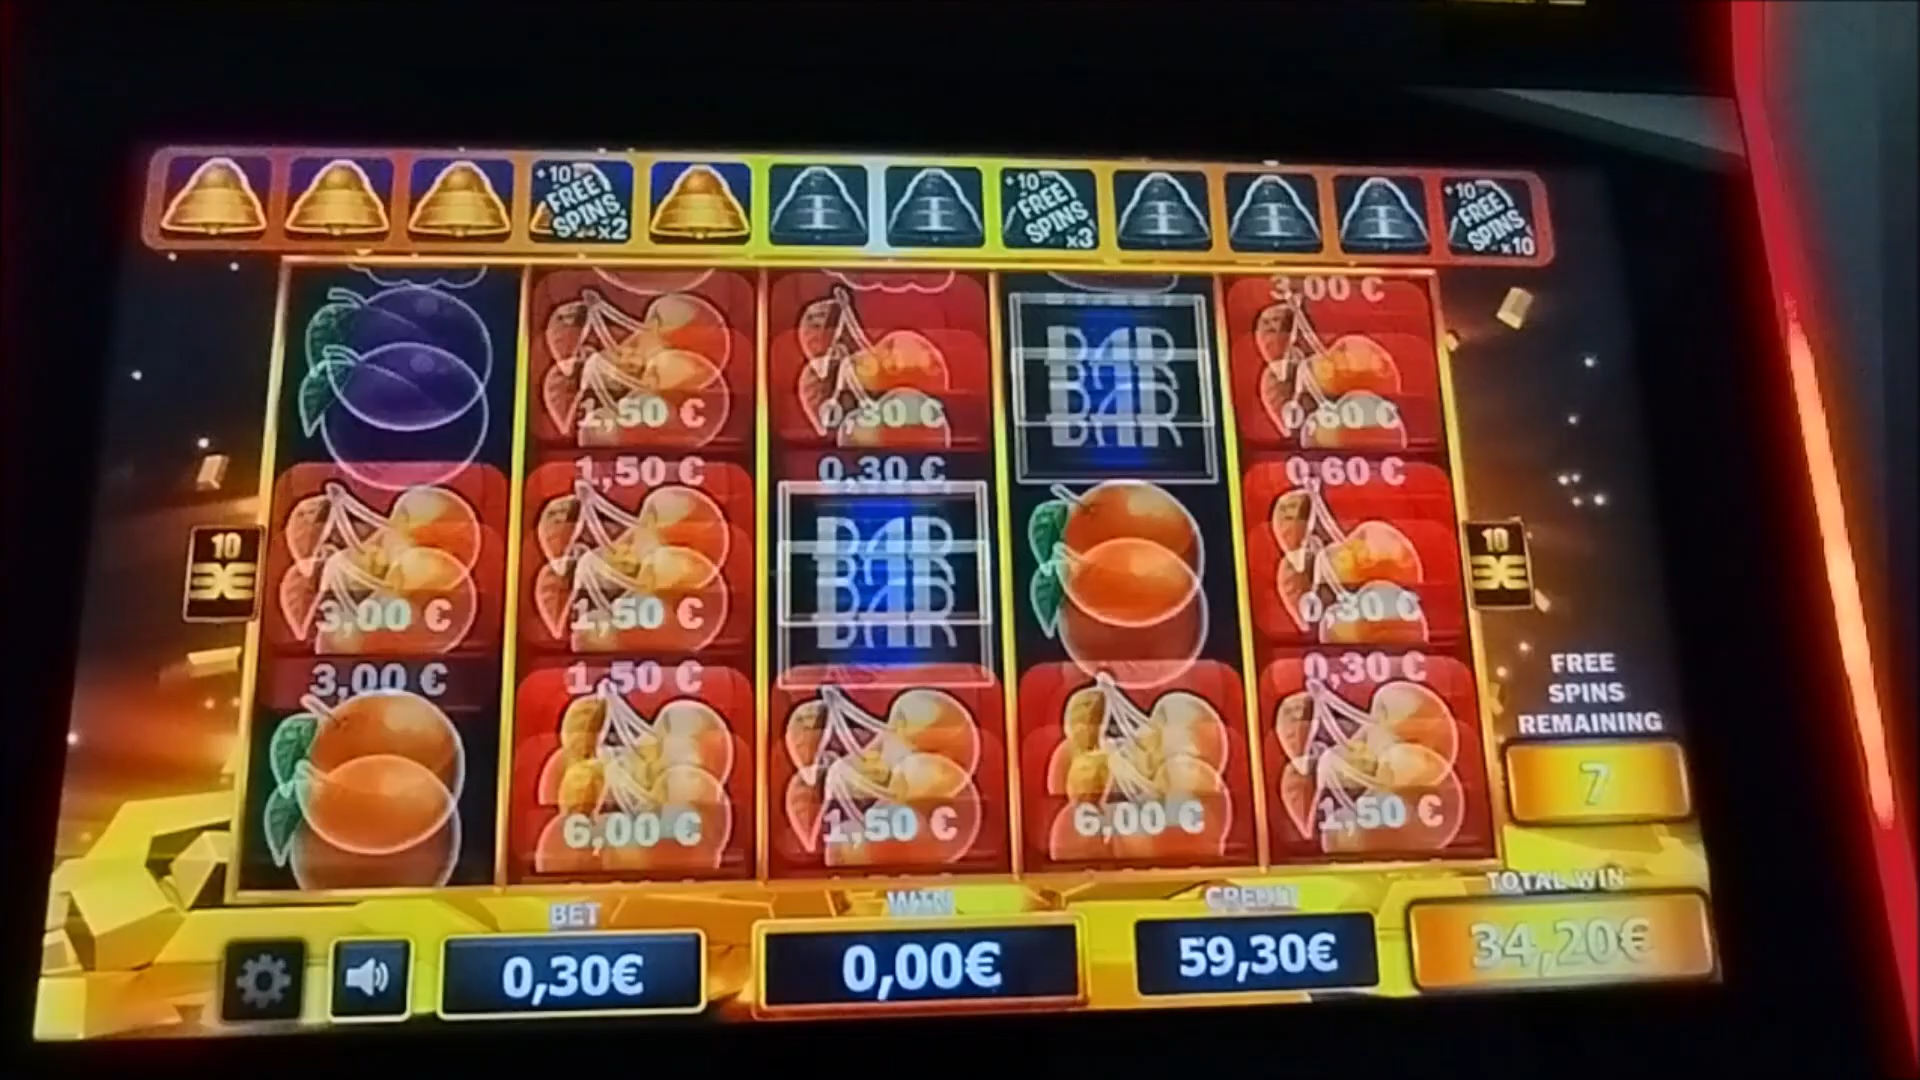 +10 FREE SPINS x2
+10 FREE SPINS x3
+10 FREE SPINS x10
3,00 €
BAR
BAR
1,50 €
0,30 €
0,60 €
1,50 €
0,30 €
0,60 €
BAR
BAR
10
10
3,00 €
1,50 €
0,30 €
3,00 €
1,50 €
0,30 €
FREE
SPINS
REMAINING
7
6,00 €
1,50 €
6,00 €
1,50 €
BET
WIN
CREDIT
TOTAL WIN
0,30€
0,00€
59,30€
34,20€